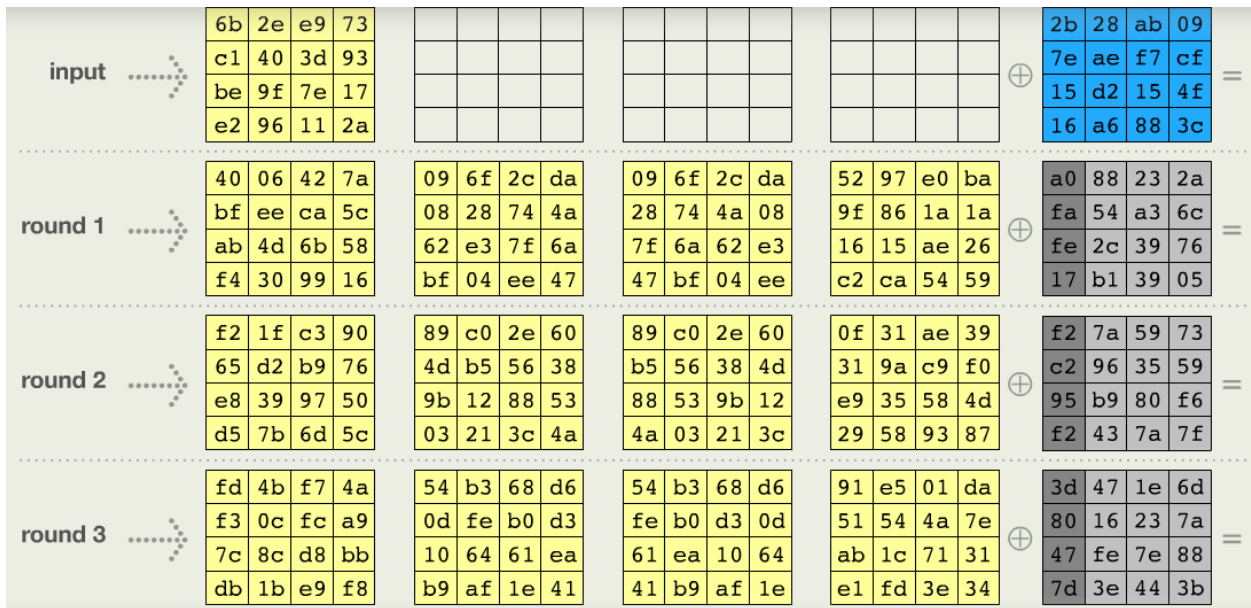 6b 2e e9 73 2b 28 ab 09
c1 40 3d 93 7e ae f7 cf
input ⊕ =
be 9f 7e 17 15 d2 15 4f
e2 96 11 2a 16 a6 88 3c
40 06 42 7a 09 6f 2c da 09 6f 2c da 52 97 e0 ba a0 88 23 2a
bf ee ca 5c 08 28 74 4a 28 74 4a 08 9f 86 1a 1a fa 54 a3 6c
round 1 ⊕ =
ab 4d 6b 58 62 e3 7f 6a 7f 6a 62 e3 16 15 ae 26 fe 2c 39 76
f4 30 99 16 bf 04 ee 47 47 bf 04 ee c2 ca 54 59 17 b1 39 05
f2 1f c3 90 89 c0 2e 60 89 c0 2e 60 0f 31 ae 39 f2 7a 59 73
65 d2 b9 76 4d b5 56 38 b5 56 38 4d 31 9a c9 f0 c2 96 35 59
round 2 ⊕ =
e8 39 97 50 9b 12 88 53 88 53 9b 12 e9 35 58 4d 95 b9 80 f6
d5 7b 6d 5c 03 21 3c 4a 4a 03 21 3c 29 58 93 87 f2 43 7a 7f
fd 4b f7 4a 54 b3 68 d6 54 b3 68 d6 91 e5 01 da 3d 47 1e 6d
f3 0c fc a9 0d fe b0 d3 fe b0 d3 0d 51 54 4a 7e 80 16 23 7a
round 3 ⊕ =
7c 8c d8 bb 10 64 61 ea 61 ea 10 64 ab 1c 71 31 47 fe 7e 88
db 1b e9 f8 b9 af 1e 41 41 b9 af 1e e1 fd 3e 34 7d 3e 44 3b